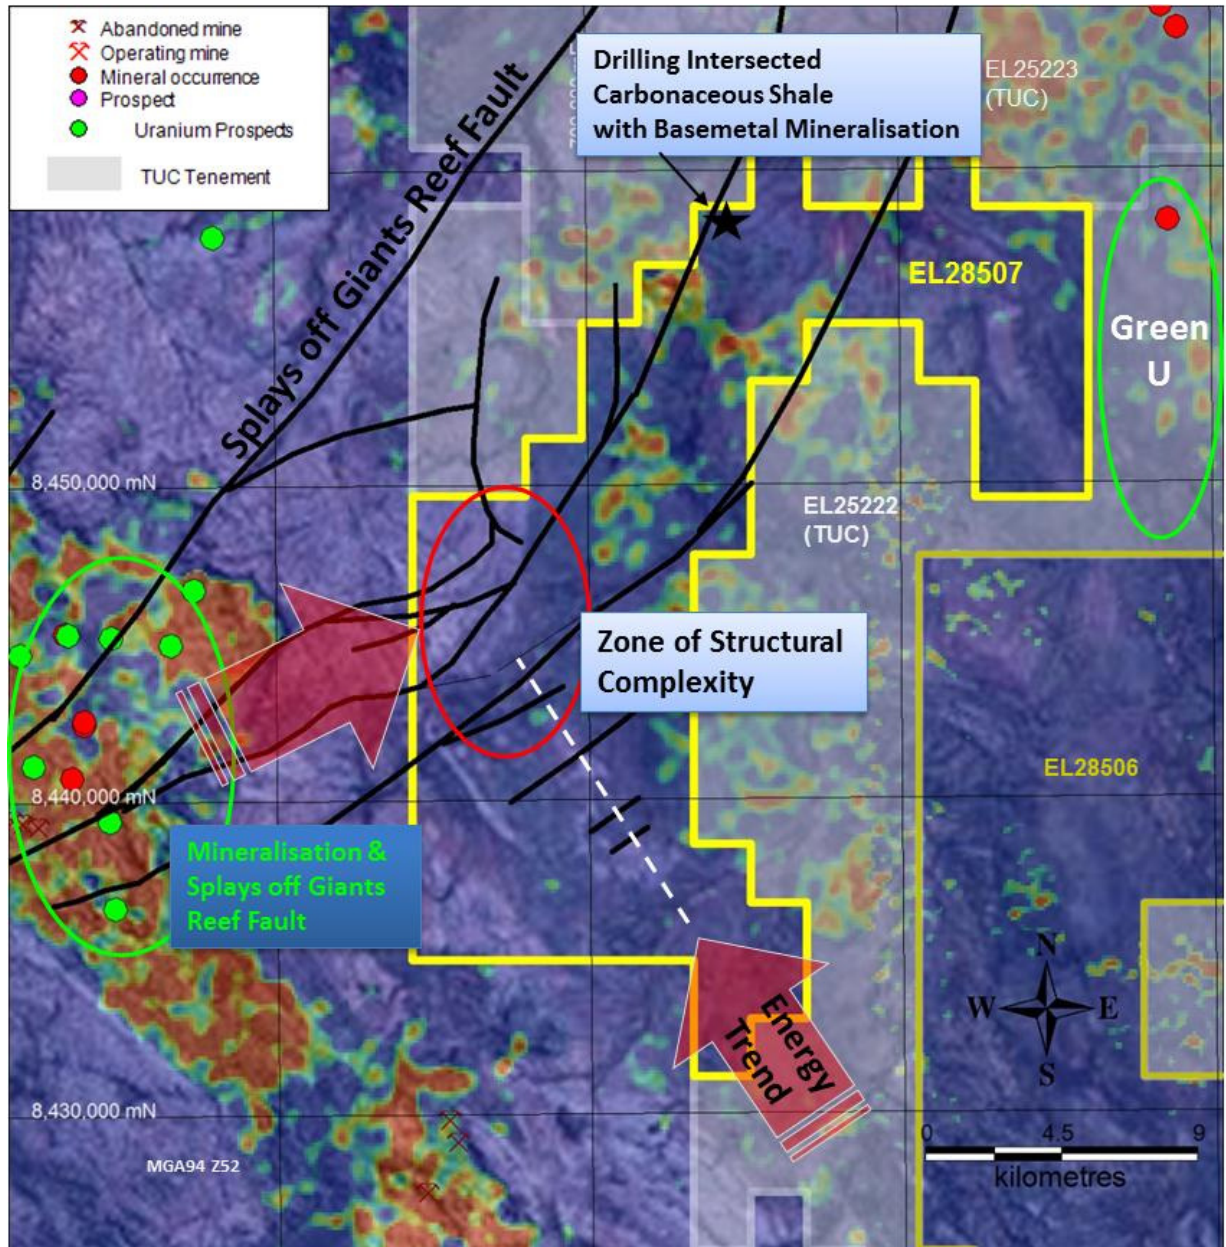 Abandoned mine
Operating mine
Mineral occurrence
Prospect
Uranium Prospects
TUC Tenement
Splays off Giants Reef Fault
Drilling Intersected
Carbonaceous Shale
with Basemetal Mineralisation
EL25223
(TUC)
EL28507
Green
U
8,450,000 mN
EL25222
(TUC)
Zone of Structural
Complexity
EL28506
8,440,000 mN
Mineralisation &
Splays off Giants
Reef Fault
Energy
Trend
N
W
E
S
8,430,000 mN
MGA94 Z52
0
4.5
9
kilometres